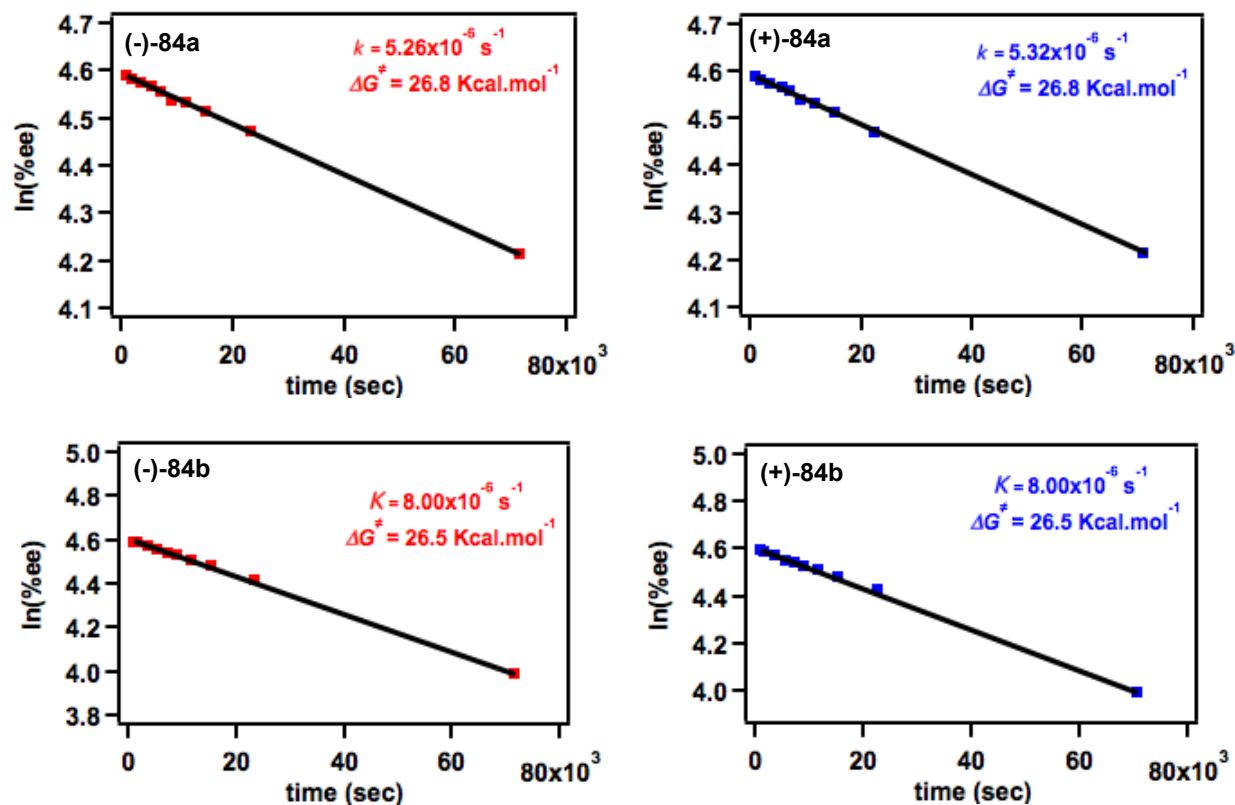 (-)-84a
k = 5.26x10⁻⁶ s⁻¹
ΔG≠ = 26.8 Kcal.mol⁻¹
ln(%ee)
4.7
4.6
4.5
4.4
4.3
4.2
4.1
0 20 40 60 80x10³
time (sec)
(+)-84a
k = 5.32x10⁻⁶ s⁻¹
ΔG≠ = 26.8 Kcal.mol⁻¹
ln(%ee)
4.7
4.6
4.5
4.4
4.3
4.2
4.1
0 20 40 60 80x10³
time (sec)
(-)-84b
K = 8.00x10⁻⁶ s⁻¹
ΔG≠ = 26.5 Kcal.mol⁻¹
ln(%ee)
5.0
4.8
4.6
4.4
4.2
4.0
3.8
0 20 40 60 80x10³
time (sec)
(+)-84b
K = 8.00x10⁻⁶ s⁻¹
ΔG≠ = 26.5 Kcal.mol⁻¹
ln(%ee)
5.0
4.8
4.6
4.4
4.2
4.0
0 20 40 60 80x10³
time (sec)